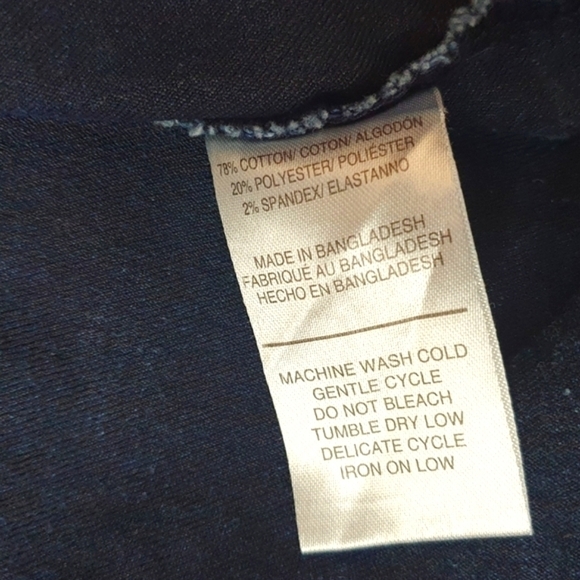 78% COTTON/ COTON/ ALGODÓN
20% POLYESTER/ POLIÉSTER
2% SPANDEX/ ELASTANNO
MADE IN BANGLADESH
FABRIQUÉ AU BANGLADESH
HECHO EN BANGLADESH
MACHINE WASH COLD
GENTLE CYCLE
DO NOT BLEACH
TUMBLE DRY LOW
DELICATE CYCLE.
IRON ON LOW